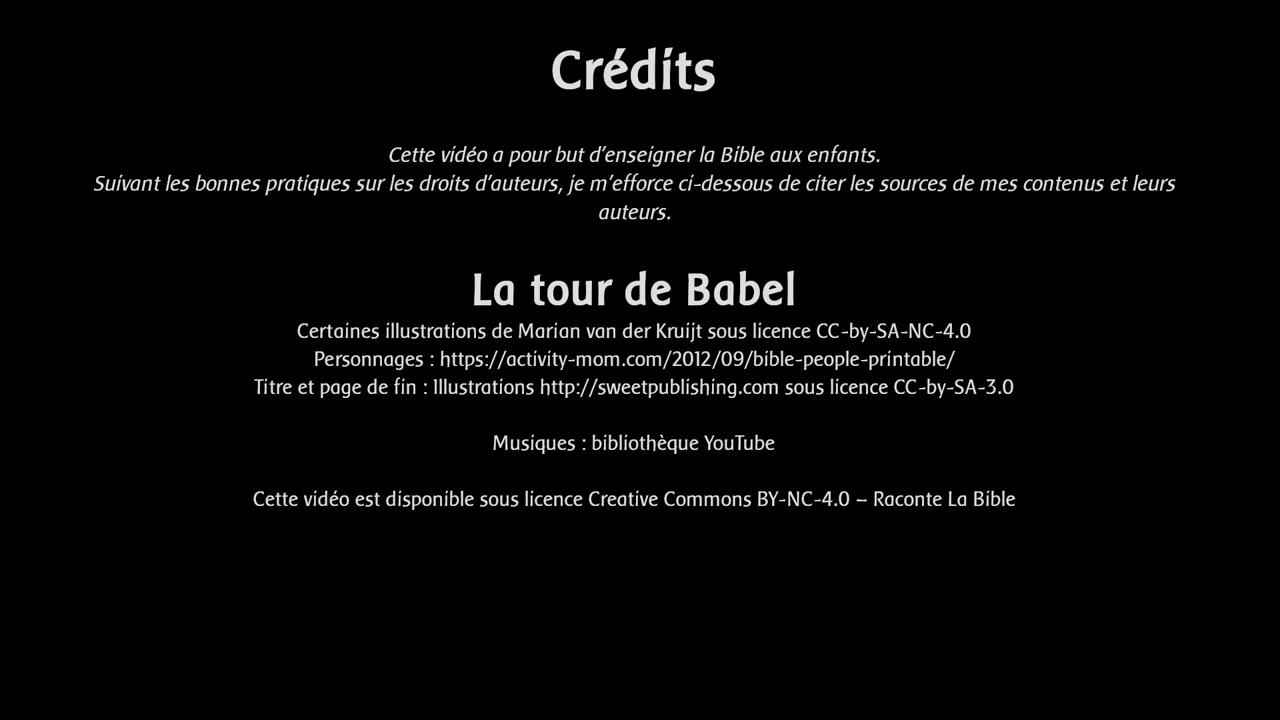 Crédits
Cette vidéo a pour but d’enseigner la Bible aux enfants.
Suivant les bonnes pratiques sur les droits d’auteurs, je m’efforce ci-dessous de citer les sources de mes contenus et leurs
auteurs.
La tour de Babel
Certaines illustrations de Marian van der Kruijt sous licence CC-by-SA-NC-4.0
Personnages : https://activity-mom.com/2012/09/bible-people-printable/
Titre et page de fin : Illustrations http://sweetpublishing.com sous licence CC-by-SA-3.0
Musiques : bibliothèque YouTube
Cette vidéo est disponible sous licence Creative Commons BY-NC-4.0 – Raconte La Bible